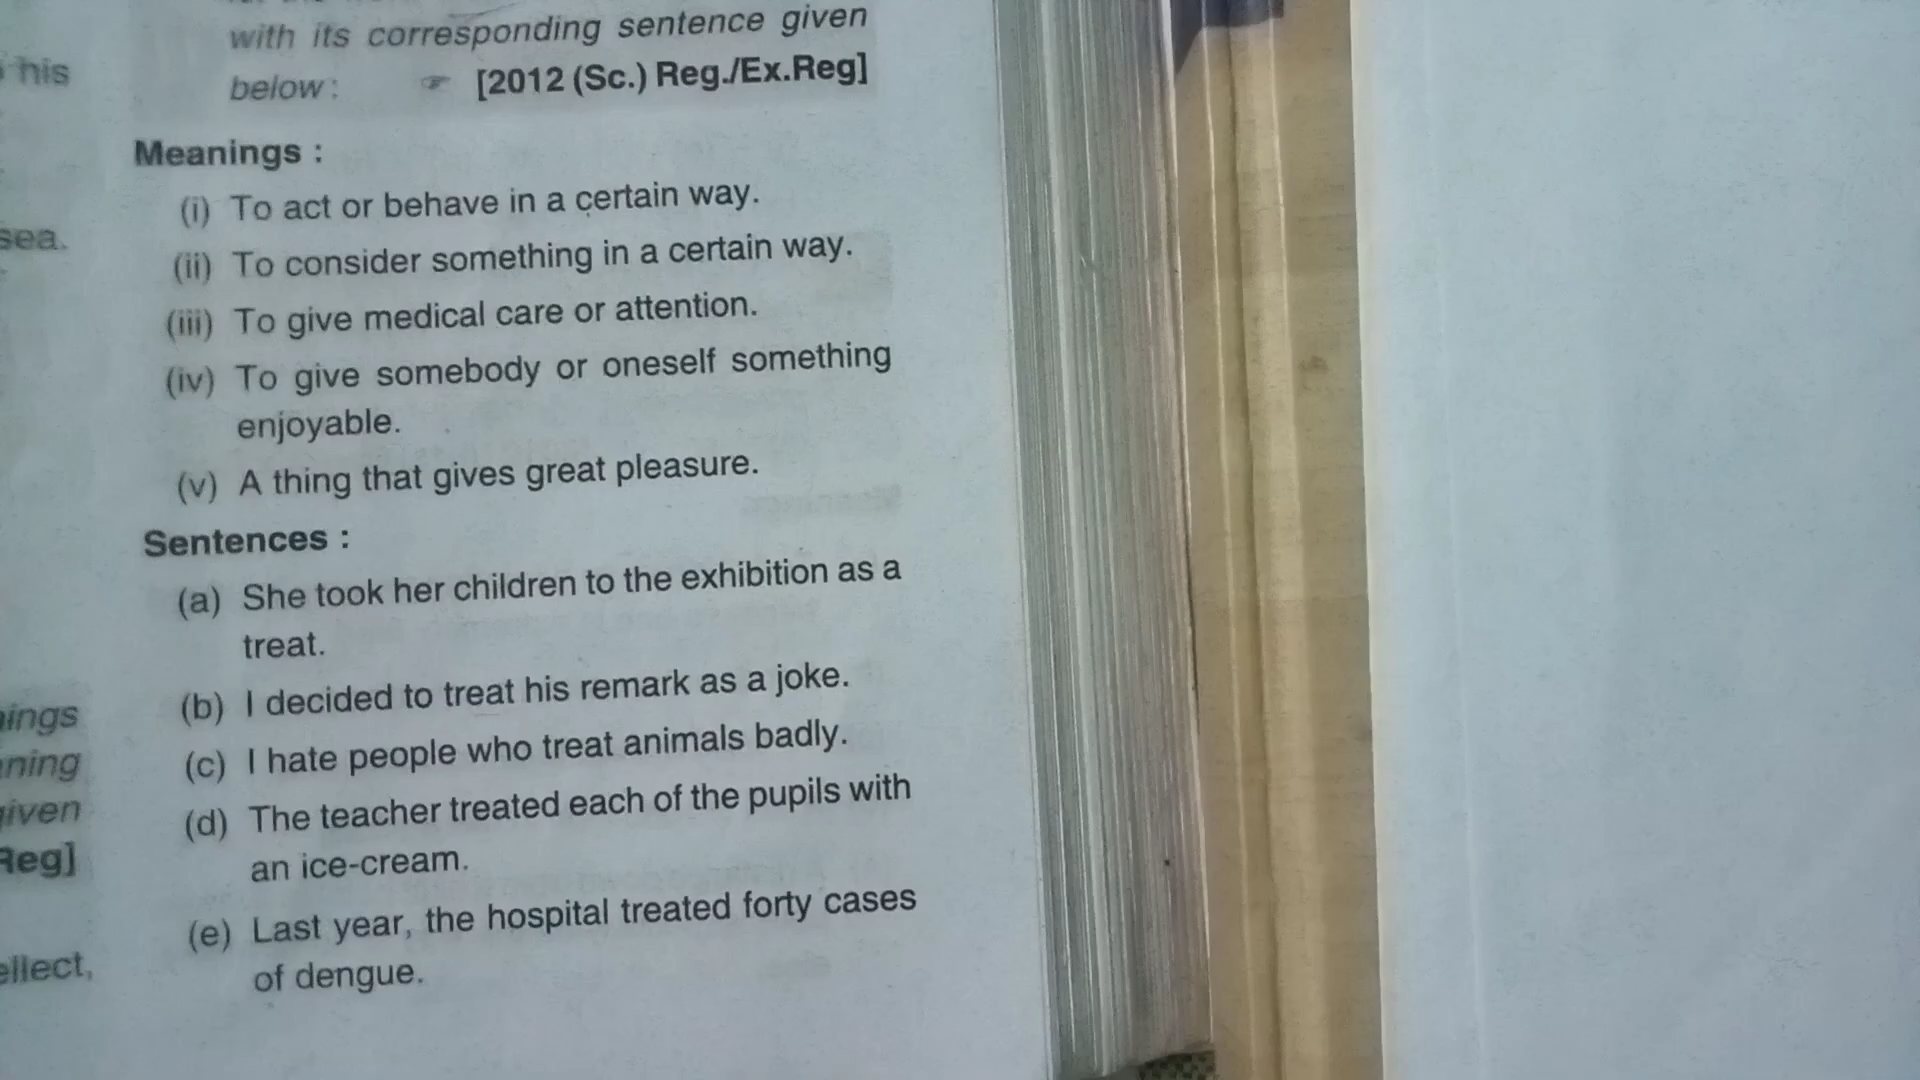 with its corresponding sentence given
below : ☞ [2012 (Sc.) Reg./Ex.Reg]
Meanings :
(i) To act or behave in a certain way.
(ii) To consider something in a certain way.
(iii) To give medical care or attention.
(iv) To give somebody or oneself something
enjoyable.
(v) A thing that gives great pleasure.
Sentences :
(a) She took her children to the exhibition as a
treat.
(b) I decided to treat his remark as a joke.
(c) I hate people who treat animals badly.
(d) The teacher treated each of the pupils with
an ice-cream.
(e) Last year, the hospital treated forty cases
of dengue.
his
sea.